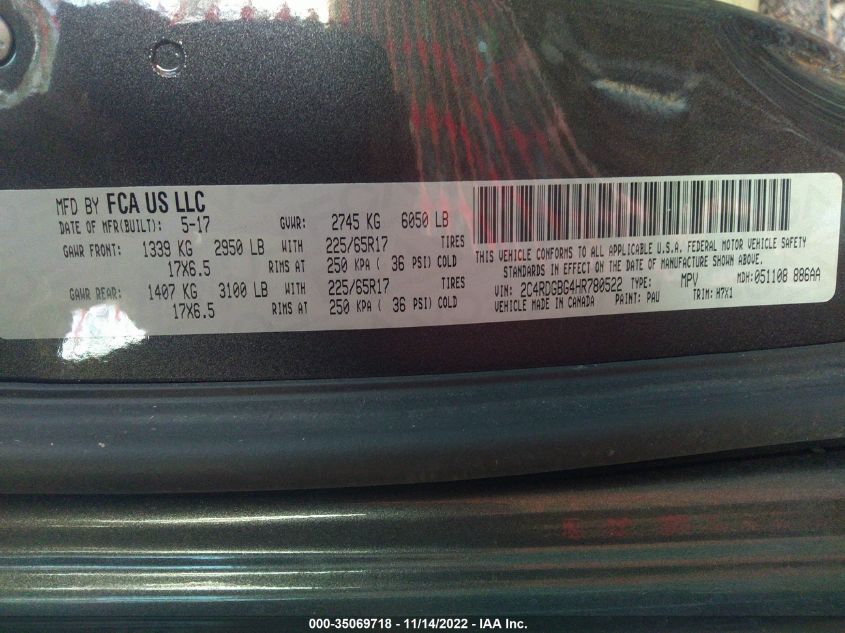 MFD BY FCA US LLC
DATE OF MFR(BUILT): 5-17 GVWR: 2745 KG 6050 LB
GAWR FRONT: 1339 KG 2950 LB WITH 225/65R17 TIRES
17X6.5 RIMS AT 250 KPA ( 36 PSI) COLD
GAWR REAR: 1407 KG 3100 LB WITH 225/65R17 TIRES
17X6.5 RIMS AT 250 KPA ( 36 PSI) COLD
THIS VEHICLE CONFORMS TO ALL APPLICABLE U.S.A. FEDERAL MOTOR VEHICLE SAFETY
STANDARDS IN EFFECT ON THE DATE OF MANUFACTURE SHOWN ABOVE.
VIN: 2C4RDGBG4HR780522 TYPE: MPV MDH:051108 886AA
VEHICLE MADE IN CANADA PAINT: PAU TRIM: H7X1
000-35069718 - 11/14/2022 - IAA Inc.